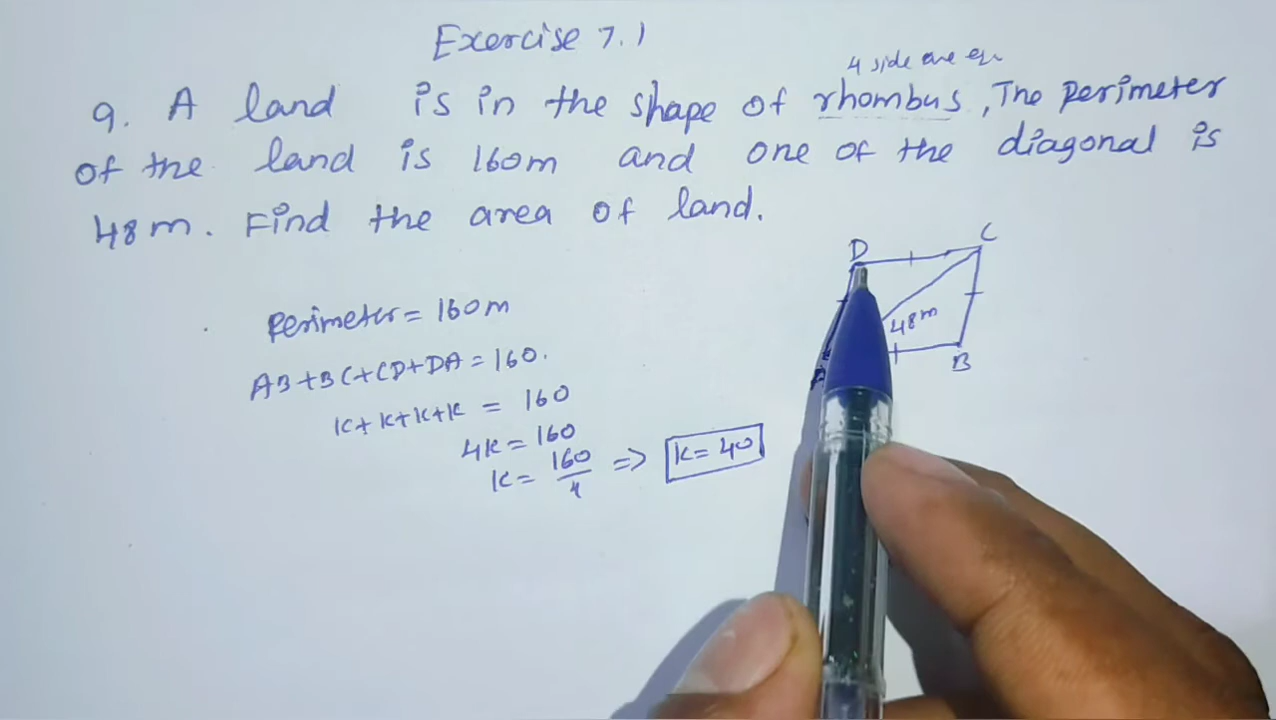 Exercise 7.1
4 side are eq
9. A land is in the shape of rhombus, The perimeter
of the land is 160m and one of the diagonal is
48m. Find the area of land.
Perimeter = 160m
AB+BC+CD+DA = 160.
K+K+K+K = 160
4K = 160
K = 160/4 => K = 40
D C
48m
B